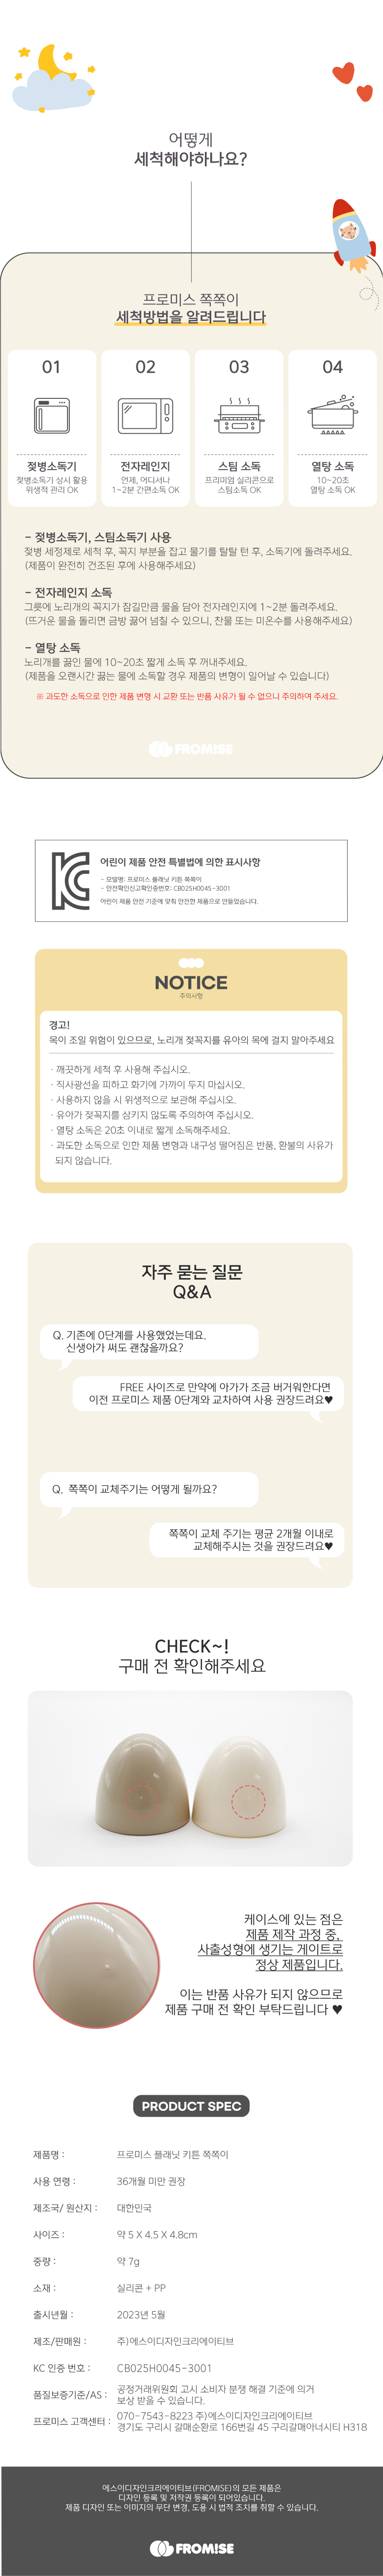 어떻게
세척해야하나요?
프로미스 쪽쪽이
세척방법을 알려드립니다
01
젖병소독기
젖병소독기 상시 활용
위생적 관리 OK
02
전자레인지
언제, 어디서나
1~2분 간편소독 OK
03
스팀 소독
프리미엄 실리콘으로
스팀소독 OK
04
열탕 소독
10~20초
열탕 소독 OK
- 젖병소독기, 스팀소독기 사용
젖병 세정제로 세척 후, 꼭지 부분을 잡고 물기를 탈탈 턴 후, 소독기에 돌려주세요.
(제품이 완전히 건조된 후에 사용해주세요)
- 전자레인지 소독
그릇에 노리개의 꼭지가 잠길만큼 물을 담아 전자레인지에 1~2분 돌려주세요.
(뜨거운 물을 돌리면 금방 끓어 넘칠 수 있으니, 찬물 또는 미온수를 사용해주세요)
- 열탕 소독
노리개를 끓인 물에 10~20초 짧게 소독 후 꺼내주세요.
(제품을 오랜시간 끓는 물에 소독할 경우 제품의 변형이 일어날 수 있습니다)
※ 과도한 소독으로 인한 제품 변형 시 교환 또는 반품 사유가 될 수 없으니 주의하여 주세요.
FROMISE
어린이 제품 안전 특별법에 의한 표시사항
- 모델명: 프로미스 플래닛 키튼 쪽쪽이
- 안전확인신고확인증번호: CB025H0045-3001
어린이 제품 안전 기준에 맞춰 안전한 제품으로 만들었습니다.
NOTICE
주의사항
경고!
목이 조일 위험이 있으므로, 노리개 젖꼭지를 유아의 목에 걸지 말아주세요
· 깨끗하게 세척 후 사용해 주십시오.
· 직사광선을 피하고 화기에 가까이 두지 마십시오.
· 사용하지 않을 시 위생적으로 보관해 주십시오.
· 유아가 젖꼭지를 삼키지 않도록 주의하여 주십시오.
· 열탕 소독은 20초 이내로 짧게 소독해주세요.
· 과도한 소독으로 인한 제품 변형과 내구성 떨어짐은 반품, 환불의 사유가
되지 않습니다.
자주 묻는 질문
Q&A
Q. 기존에 0단계를 사용했었는데요.
신생아가 써도 괜찮을까요?
FREE 사이즈로 만약에 아가가 조금 버거워한다면
이전 프로미스 제품 0단계와 교차하여 사용 권장드려요♥
Q. 쪽쪽이 교체주기는 어떻게 될까요?
쪽쪽이 교체 주기는 평균 2개월 이내로
교체해주시는 것을 권장드려요♥
CHECK~!
구매 전 확인해주세요
케이스에 있는 점은
제품 제작 과정 중,
사출성형에 생기는 게이트로
정상 제품입니다.
이는 반품 사유가 되지 않으므로
제품 구매 전 확인 부탁드립니다 ♥
PRODUCT SPEC
제품명 : 프로미스 플래닛 키튼 쪽쪽이
사용 연령 : 36개월 미만 권장
제조국/ 원산지 : 대한민국
사이즈 : 약 5 X 4.5 X 4.8cm
중량 : 약 7g
소재 : 실리콘 + PP
출시년월 : 2023년 5월
제조/판매원 : 주)에스이디자인크리에이티브
KC 인증 번호 : CB025H0045-3001
품질보증기준/AS : 공정거래위원회 고시 소비자 분쟁 해결 기준에 의거
보상 받을 수 있습니다.
프로미스 고객센터 : 070-7543-8223 주)에스이디자인크리에이티브
경기도 구리시 갈매순환로 166번길 45 구리갈매아너시티 H318
에스이디자인크리에이티브(FROMISE)의 모든 제품은
디자인 등록 및 저작권 등록이 되어있습니다.
제품 디자인 또는 이미지의 무단 변경, 도용 시 법적 조치를 취할 수 있습니다.
FROMISE